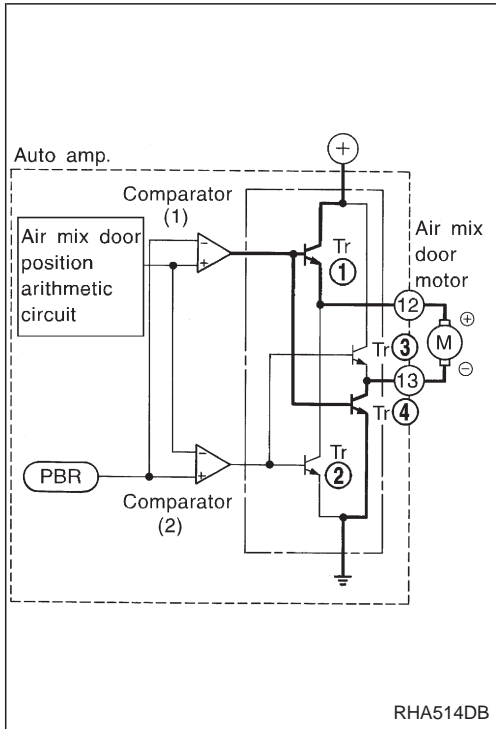 Auto amp.
+
Comparator
(1)
Air mix door
position
arithmetic
circuit
−
+
Tr
1
Air mix
door
motor
12
⊕
M
Tr 3
⊖
13
Tr 4
−
+
Tr
2
PBR
Comparator
(2)
RHA514DB